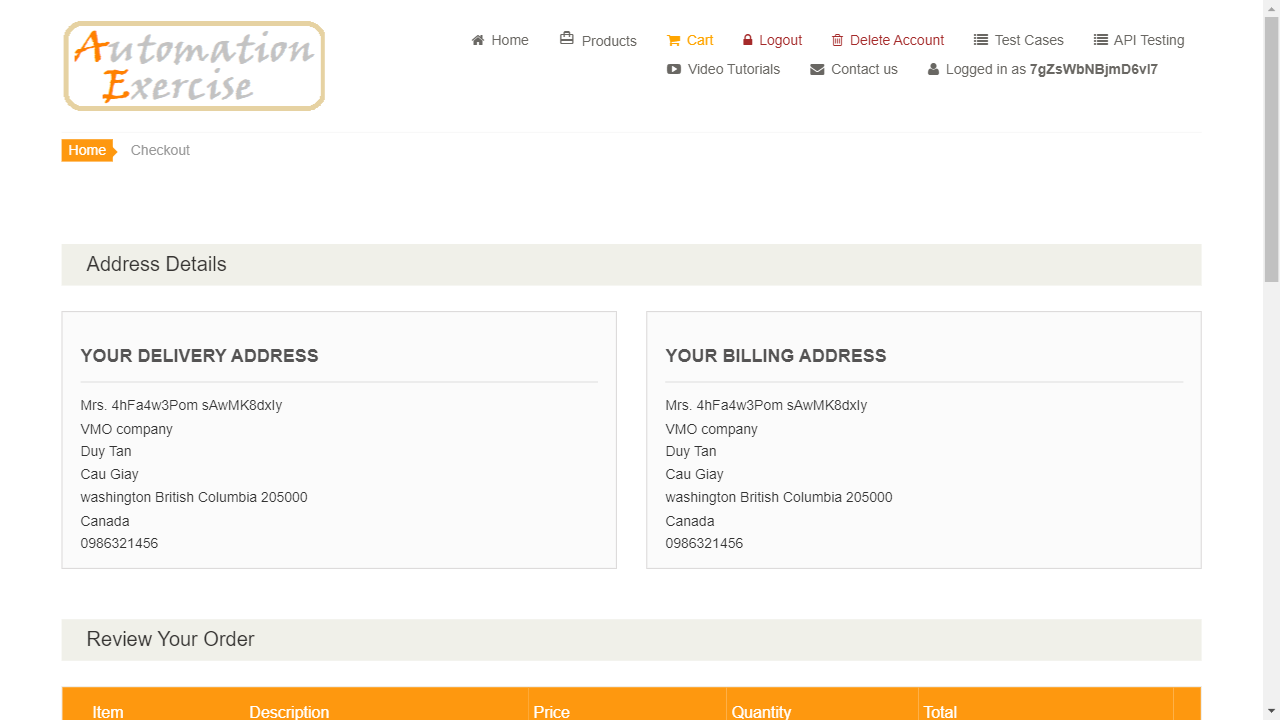 Automation
Exercise
Home Products Cart Logout Delete Account Test Cases API Testing
Video Tutorials Contact us Logged in as 7gZsWbNBjmD6vI7
Home Checkout
Address Details
YOUR DELIVERY ADDRESS
Mrs. 4hFa4w3Pom sAwMK8dxIy
VMO company
Duy Tan
Cau Giay
washington British Columbia 205000
Canada
0986321456
YOUR BILLING ADDRESS
Mrs. 4hFa4w3Pom sAwMK8dxIy
VMO company
Duy Tan
Cau Giay
washington British Columbia 205000
Canada
0986321456
Review Your Order
Item Description Price Quantity Total